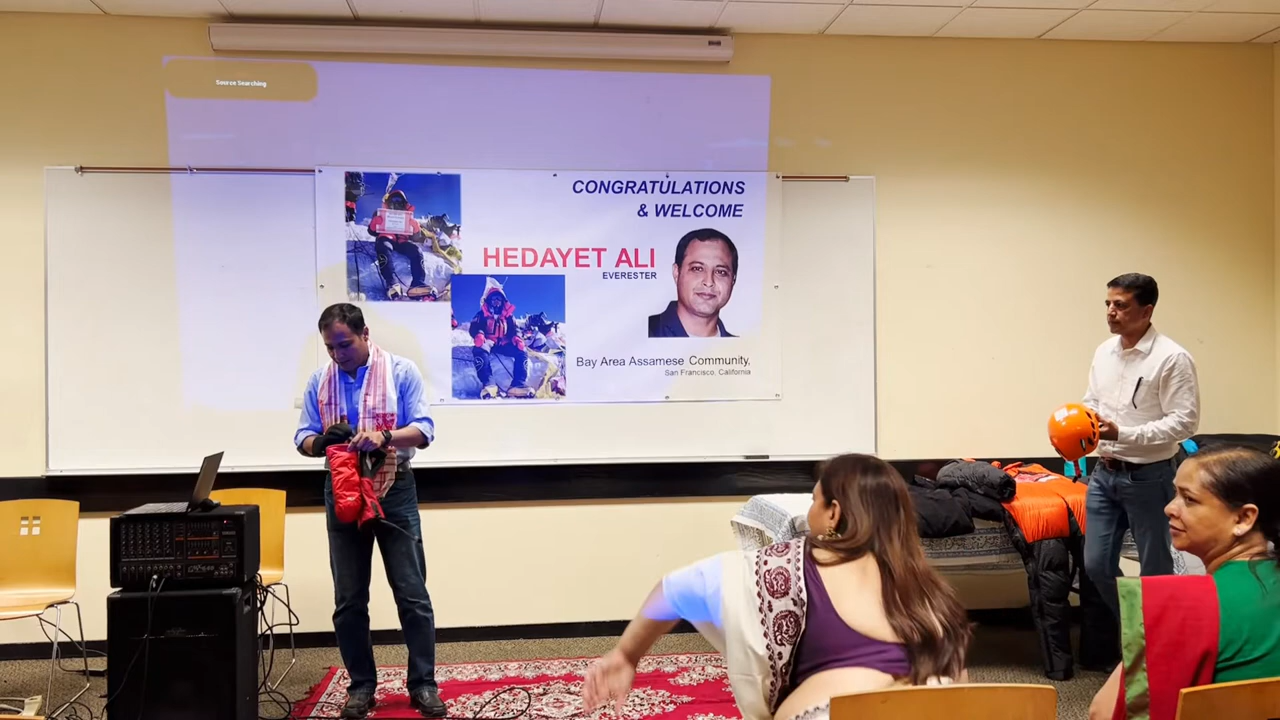 Source Searching
CONGRATULATIONS
& WELCOME
HEDAYET ALI
EVERESTER
Bay Area Assamese Community,
San Francisco, California